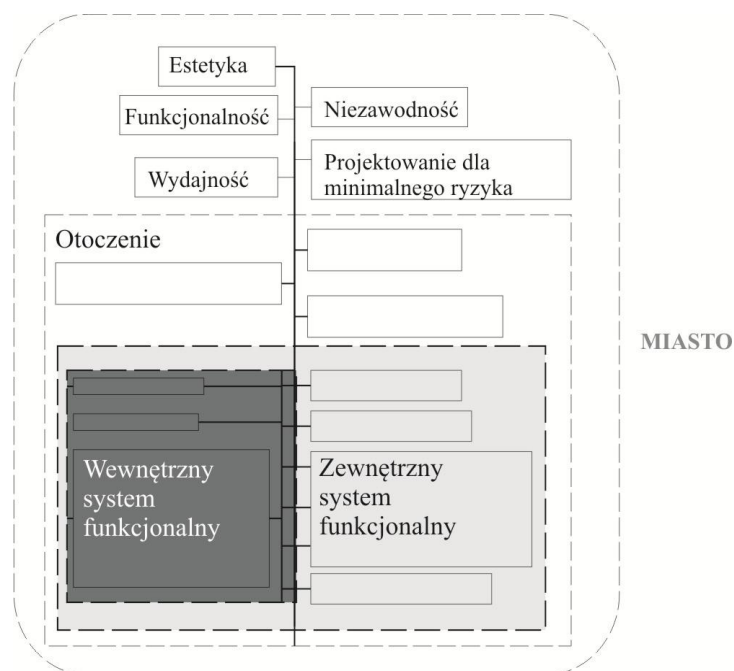 Estetyka
Funkcjonalność
Niezawodność
Wydajność
Projektowanie dla
minimalnego ryzyka
Otoczenie
MIASTO
Wewnętrzny
system
funkcjonalny
Zewnętrzny
system
funkcjonalny